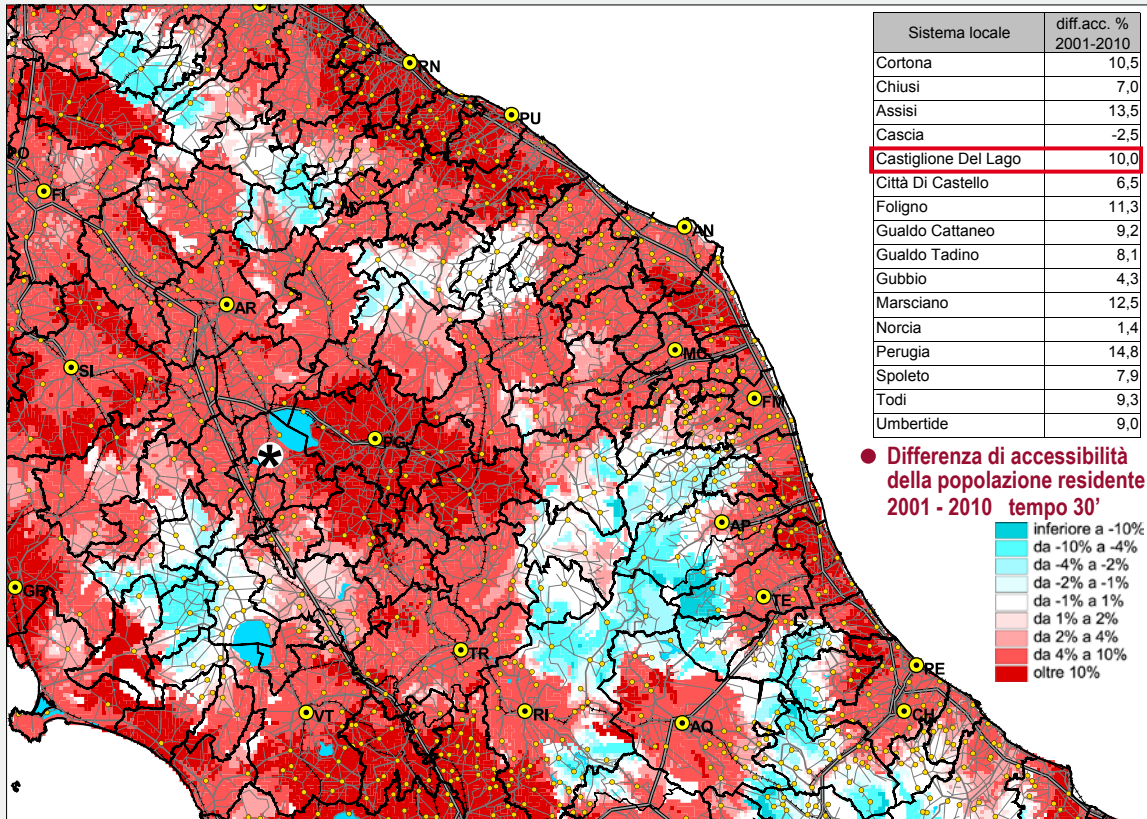 FC
RN
PU
PO
FI
AN
AR
SI
MC
FM
PG
*
AP
GR
TE
TR
PE
VT
RI
AQ
CH
Sistema locale diff.acc. %
2001-2010
Cortona 10,5
Chiusi 7,0
Assisi 13,5
Cascia -2,5
Castiglione Del Lago 10,0
Città Di Castello 6,5
Foligno 11,3
Gualdo Cattaneo 9,2
Gualdo Tadino 8,1
Gubbio 4,3
Marsciano 12,5
Norcia 1,4
Perugia 14,8
Spoleto 7,9
Todi 9,3
Umbertide 9,0
Differenza di accessibilità
della popolazione residente
2001 - 2010 tempo 30'
inferiore a -10%
da -10% a -4%
da -4% a -2%
da -2% a -1%
da -1% a 1%
da 1% a 2%
da 2% a 4%
da 4% a 10%
oltre 10%